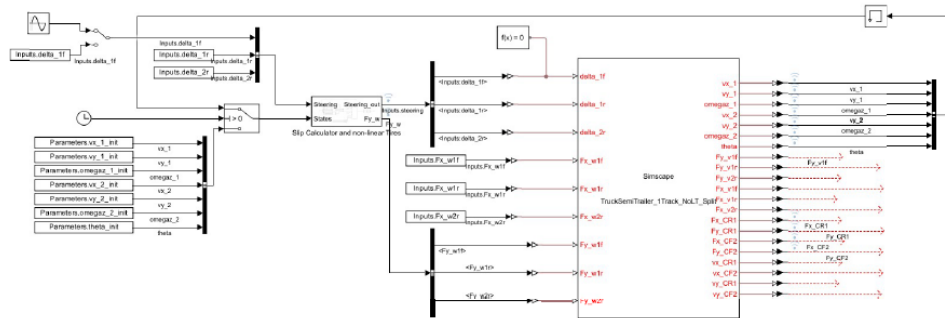 Inputs.delta_1f
Inputs.delta_1f
Inputs.delta_1r
Inputs.delta_1r
Inputs.delta_2r
Inputs.delta_2r
f(x) = 0
Steering
Steering_out
States
Fy_w
Slip Calculator and non-linear Tires
Inputs.steering
Fy_w
t > 0
Parameters.vx_1_init
vx_1
Parameters.vy_1_init
vy_1
Parameters.omegaz_1_init
omegaz_1
Parameters.vx_2_init
vx_2
Parameters.vy_2_init
vy_2
Parameters.omegaz_2_init
omegaz_2
Parameters.theta_init
theta
<Inputs.delta_1f>
<Inputs.delta_1r>
<Inputs.delta_2r>
Inputs.Fx_w1f
Inputs.Fx_w1f
Inputs.Fx_w1r
Inputs.Fx_w1r
Inputs.Fx_w2r
Inputs.Fx_w2r
<Fy_w1f>
<Fy_w1r>
<Fy_w2r>
delta_1f
delta_1r
delta_2r
Fx_w1f
Fx_w1r
Fx_w2r
Fy_w1f
Fy_w1r
Fy_w2r
Simscape
TruckSemiTrailer_1Track_NoLT_Split
vx_1
vy_1
omegaz_1
vx_2
vy_2
omegaz_2
theta
Fy_v1f
Fy_v1r
Fy_v2r
Fx_v1f
Fx_v1r
Fx_v2r
Fx_CR1
Fy_CR1
Fx_CF2
Fy_CF2
vx_CR1
vx_CF2
vy_CR1
vy_CF2
vx_1
vy_1
omegaz_1
vx_2
vy_2
omegaz_2
theta
Fy_v1f
Fx_CR1
Fy_CR1
Fx_CF2
Fy_CF2